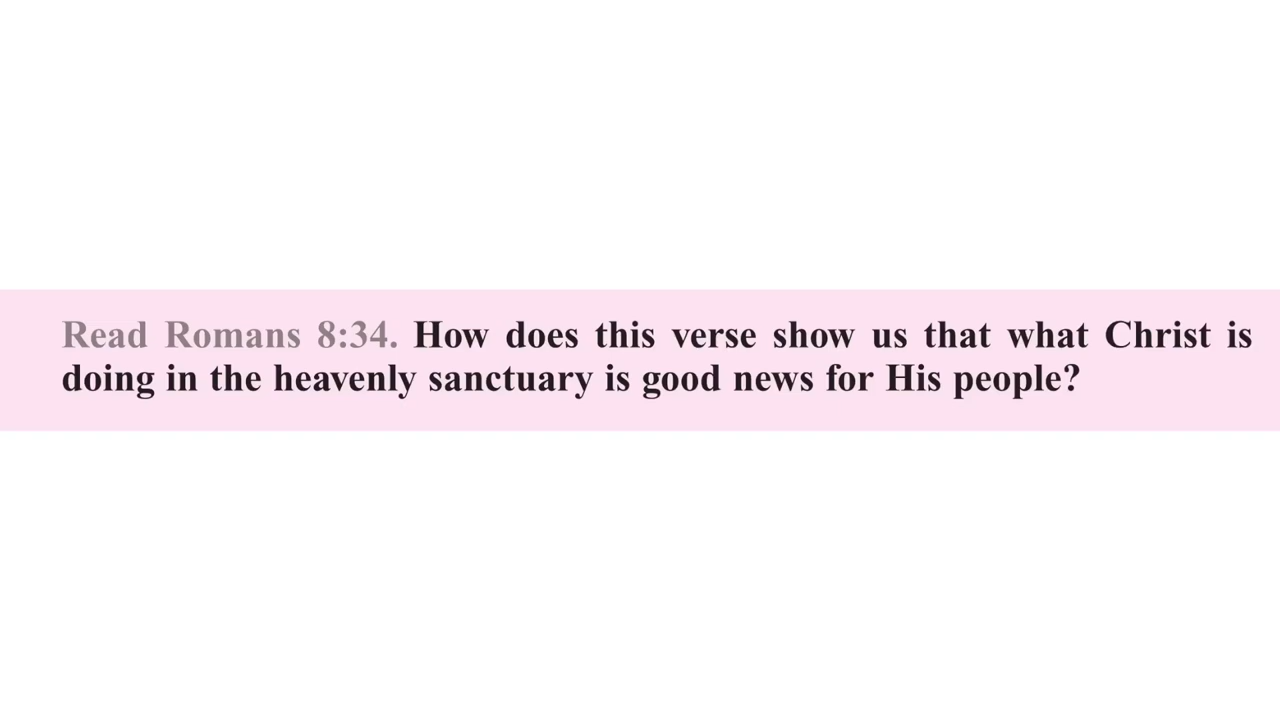 Read Romans 8:34. How does this verse show us that what Christ is
doing in the heavenly sanctuary is good news for His people?